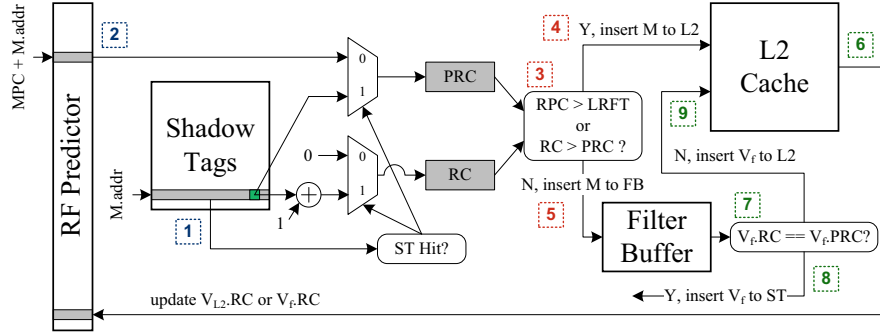 MPC + M.addr
RF Predictor
2
Shadow
Tags
M.addr
1
0
1
0
1
0
1
PRC
RC
ST Hit?
3
RPC > LRFT
or
RC > PRC ?
4
Y, insert M to L2
N, insert M to FB
5
L2
Cache
6
9
N, insert Vf to L2
Filter
Buffer
7
Vf.RC == Vf.PRC?
8
Y, insert Vf to ST
update VL2.RC or Vf.RC